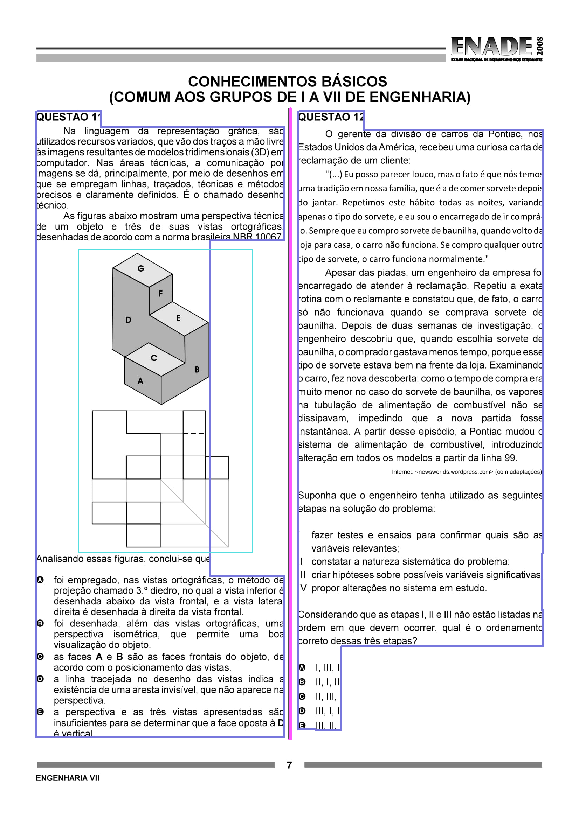 ENADE 2008
EXAME NACIONAL DE DESEMPENHO DOS ESTUDANTES
CONHECIMENTOS BÁSICOS
(COMUM AOS GRUPOS DE I A VII DE ENGENHARIA)
QUESTÃO 11
Na linguagem da representação gráfica, são
utilizados recursos variados, que vão dos traços a mão livre
às imagens resultantes de modelos tridimensionais (3D) em
computador. Nas áreas técnicas, a comunicação por
imagens se dá, principalmente, por meio de desenhos em
que se empregam linhas, traçados, técnicas e métodos
precisos e claramente definidos. É o chamado desenho
técnico.
As figuras abaixo mostram uma perspectiva técnica
de um objeto e três de suas vistas ortográficas,
desenhadas de acordo com a norma brasileira NBR 10067.
G
F
D
E
C
B
A
Analisando essas figuras, conclui-se que
A foi empregado, nas vistas ortográficas, o método de
projeção chamado 3.º diedro, no qual a vista inferior é
desenhada abaixo da vista frontal, e a vista lateral
direita é desenhada à direita da vista frontal.
B foi desenhada, além das vistas ortográficas, uma
perspectiva isométrica, que permite uma boa
visualização do objeto.
C as faces A e B são as faces frontais do objeto, de
acordo com o posicionamento das vistas.
D a linha tracejada no desenho das vistas indica a
existência de uma aresta invisível, que não aparece na
perspectiva.
E a perspectiva e as três vistas apresentadas são
insuficientes para se determinar que a face oposta à D
é vertical.
QUESTÃO 12
O gerente da divisão de carros da Pontiac, nos
Estados Unidos da América, recebeu uma curiosa carta de
reclamação de um cliente:
"(...) Eu posso parecer louco, mas o fato é que nós temos
uma tradição em nossa família, que é a de comer sorvete depois
do jantar. Repetimos este hábito todas as noites, variando
apenas o tipo do sorvete, e eu sou o encarregado de ir comprá-
lo. Sempre que eu compro sorvete de baunilha, quando volto da
loja para casa, o carro não funciona. Se compro qualquer outro
tipo de sorvete, o carro funciona normalmente."
Apesar das piadas, um engenheiro da empresa foi
encarregado de atender à reclamação. Repetiu a exata
rotina com o reclamante e constatou que, de fato, o carro
só não funcionava quando se comprava sorvete de
baunilha. Depois de duas semanas de investigação, o
engenheiro descobriu que, quando escolhia sorvete de
baunilha, o comprador gastava menos tempo, porque esse
tipo de sorvete estava bem na frente da loja. Examinando
o carro, fez nova descoberta: como o tempo de compra era
muito menor no caso do sorvete de baunilha, os vapores
na tubulação de alimentação de combustível não se
dissipavam, impedindo que a nova partida fosse
instantânea. A partir desse episódio, a Pontiac mudou o
sistema de alimentação de combustível, introduzindo
alteração em todos os modelos a partir da linha 99.
(com adaptações)
Suponha que o engenheiro tenha utilizado as seguintes
etapas na solução do problema:
fazer testes e ensaios para confirmar quais são as
variáveis relevantes;
I constatar a natureza sistemática do problema;
II criar hipóteses sobre possíveis variáveis significativas;
V propor alterações no sistema em estudo.
Considerando que as etapas I, II e III não estão listadas na
ordem em que devem ocorrer, qual é o ordenamento
correto dessas três etapas?
A I, III, I
B II, I, II
C II, III,
D III, I, I
E III, II,
7
ENGENHARIA VII